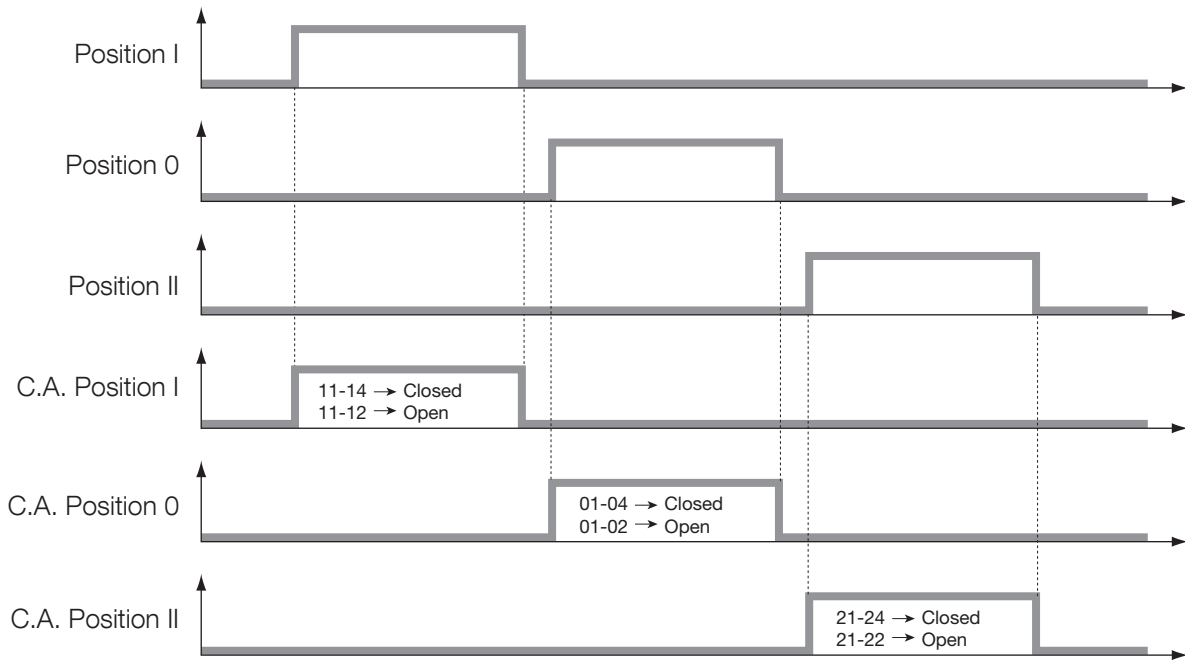 Position I
Position 0
Position II
C.A. Position I
11-14 → Closed
11-12 → Open
C.A. Position 0
01-04 → Closed
01-02 → Open
C.A. Position II
21-24 → Closed
21-22 → Open